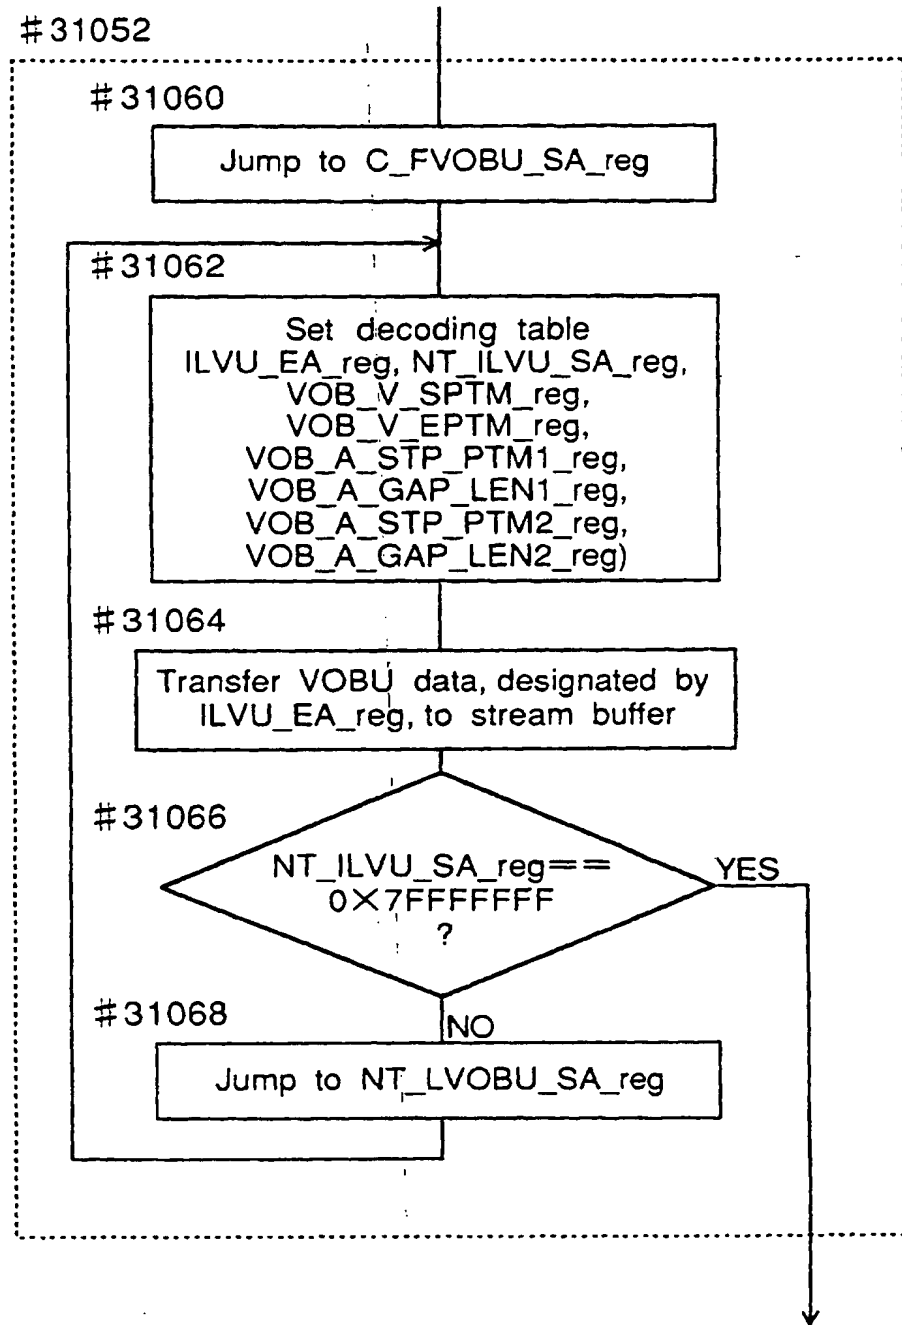 #31052
#31060
Jump to C_FVOBU_SA_reg
#31062
Set decoding table
ILVU_EA_reg, NT_ILVU_SA_reg,
VOB_V_SPTM_reg,
VOB_V_EPTM_reg,
VOB_A_STP_PTM1_reg,
VOB_A_GAP_LEN1_reg,
VOB_A_STP_PTM2_reg,
VOB_A_GAP_LEN2_reg)
#31064
Transfer VOBU data, designated by
ILVU_EA_reg, to stream buffer
#31066
NT_ILVU_SA_reg==
0×7FFFFFFF
?
YES
#31068
NO
Jump to NT_LVOBU_SA_reg